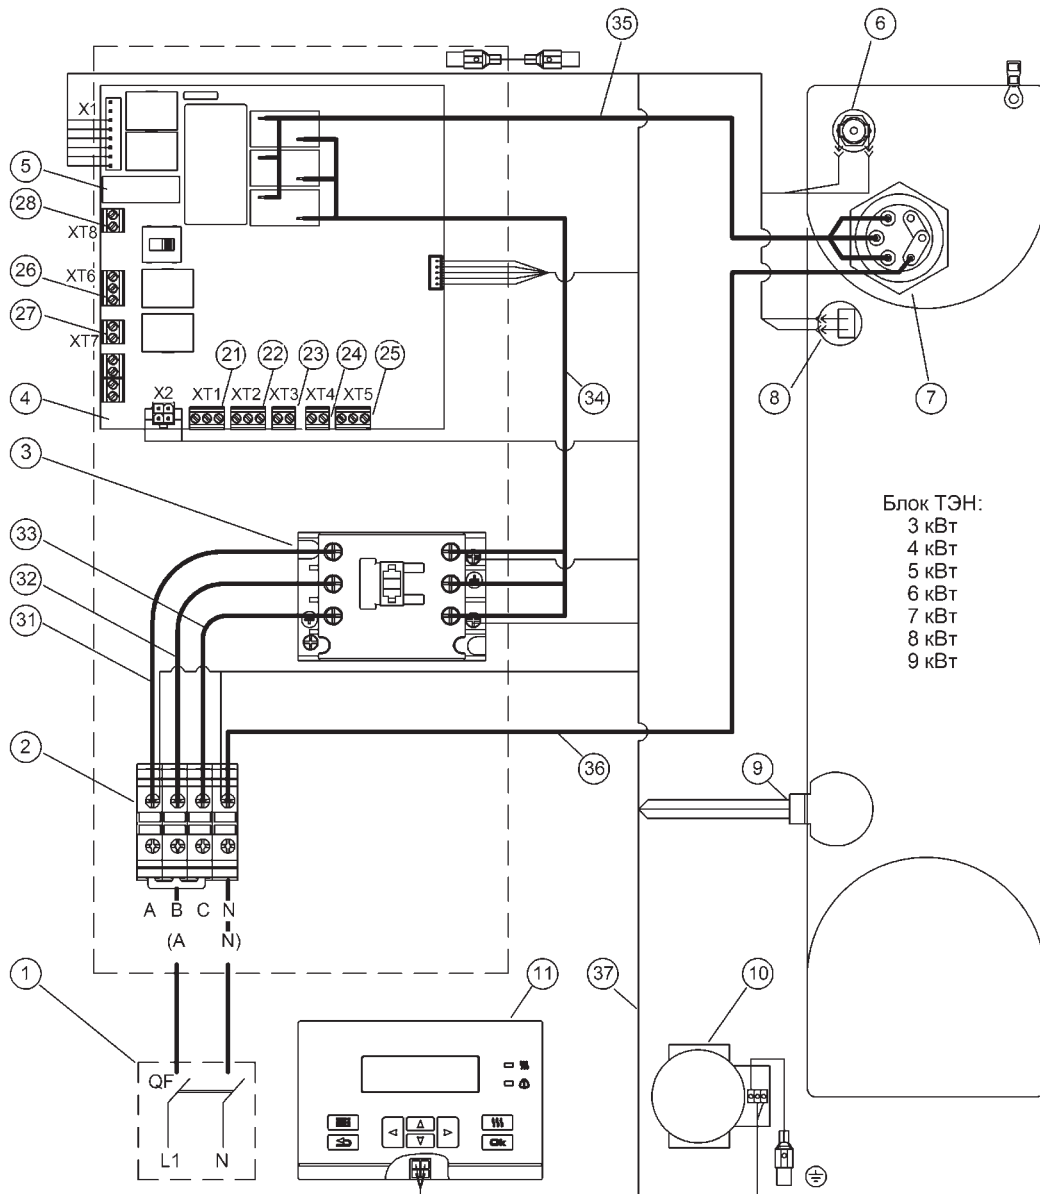 35
6
X1
5
28
XT8
XT6
26
27
XT7
21
22
23
24
25
8
7
X2
XT1
XT2
XT3
XT4
XT5
4
34
3
33
32
31
Блок ТЭН:
3 кВт
4 кВт
5 кВт
6 кВт
7 кВт
8 кВт
9 кВт
2
36
9
A B C N
(A N)
1
11
37
10
QF
L1 N
Ok